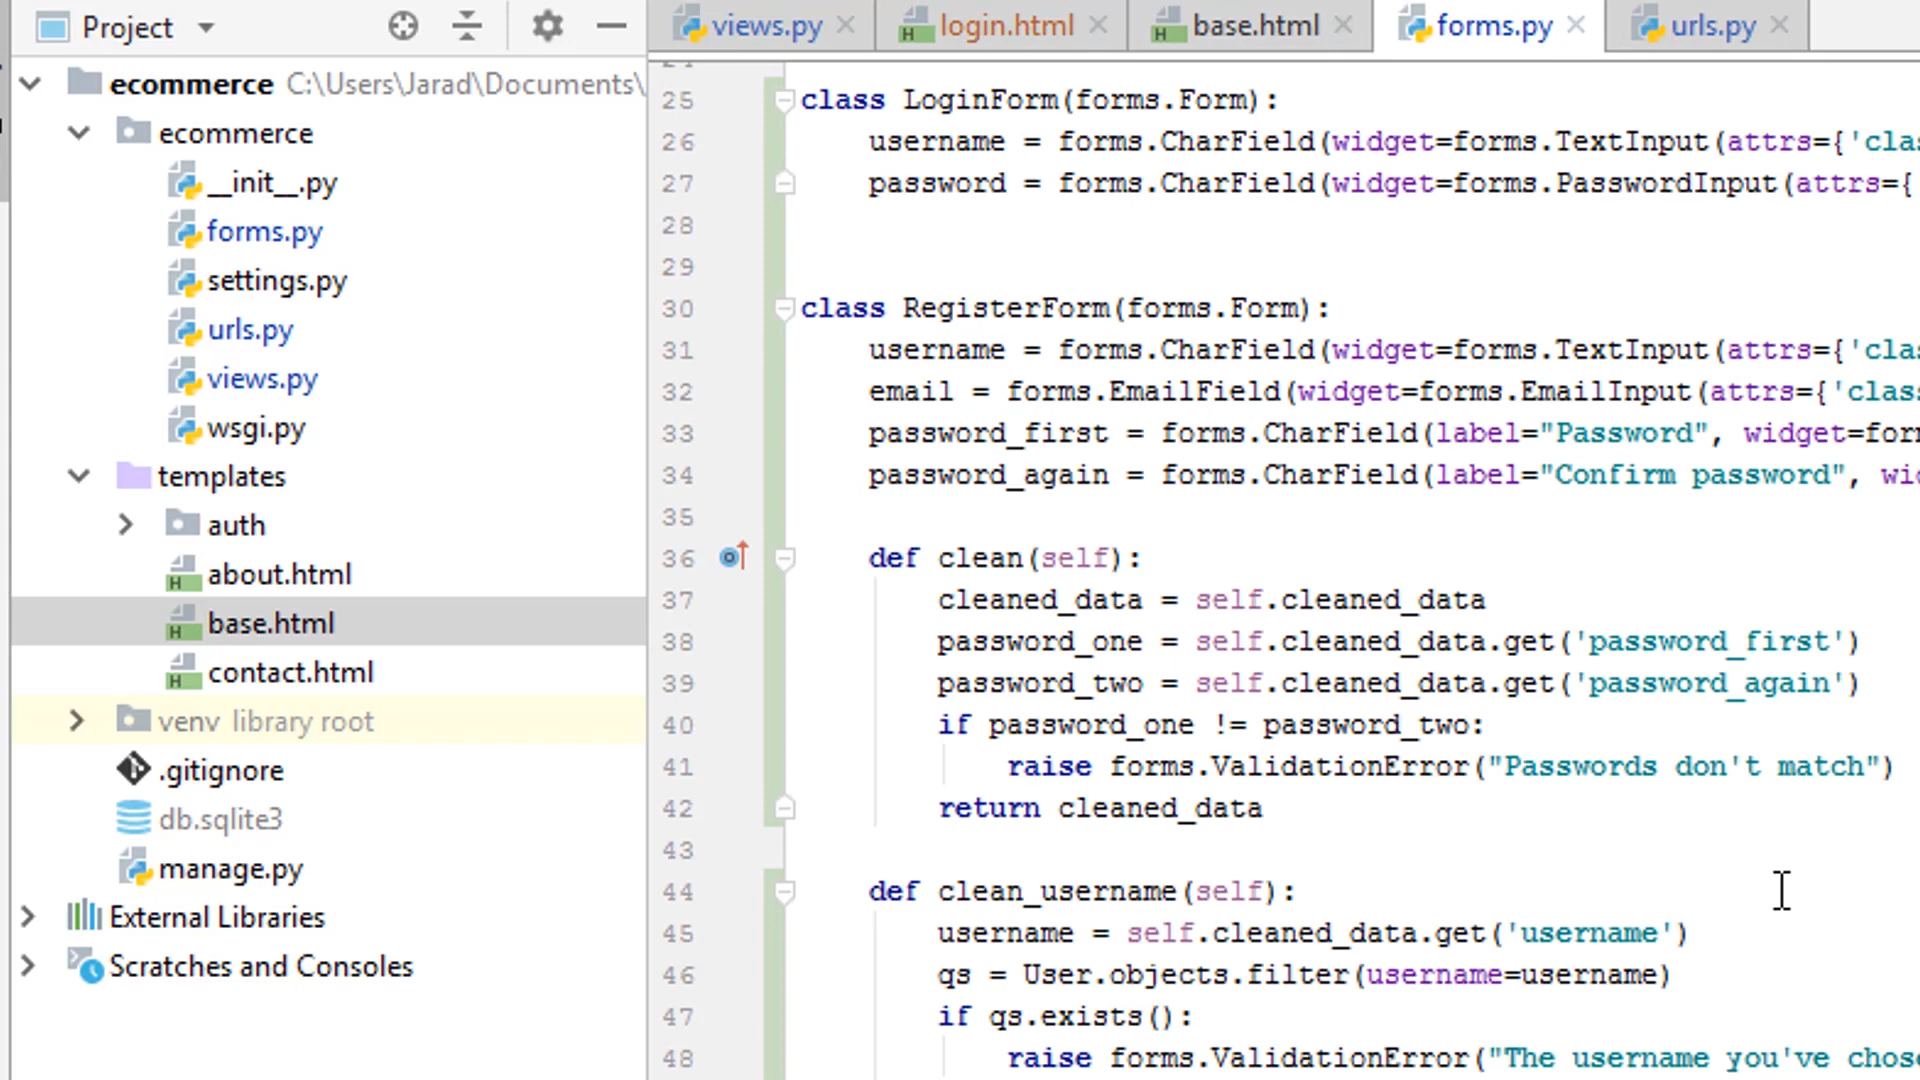 Project
views.py
login.html
base.html
forms.py
urls.py
ecommerce C:\Users\Jarad\Documents\
ecommerce
__init__.py
forms.py
settings.py
urls.py
views.py
wsgi.py
templates
auth
about.html
base.html
contact.html
venv library root
.gitignore
db.sqlite3
manage.py
External Libraries
Scratches and Consoles
25 class LoginForm(forms.Form):
26 username = forms.CharField(widget=forms.TextInput(attrs={'clas
27 password = forms.CharField(widget=forms.PasswordInput(attrs={
28
29
30 class RegisterForm(forms.Form):
31 username = forms.CharField(widget=forms.TextInput(attrs={'clas
32 email = forms.EmailField(widget=forms.EmailInput(attrs={'class
33 password_first = forms.CharField(label="Password", widget=for
34 password_again = forms.CharField(label="Confirm password", wid
35
36 def clean(self):
37 cleaned_data = self.cleaned_data
38 password_one = self.cleaned_data.get('password_first')
39 password_two = self.cleaned_data.get('password_again')
40 if password_one != password_two:
41 raise forms.ValidationError("Passwords don't match")
42 return cleaned_data
43
44 def clean_username(self):
45 username = self.cleaned_data.get('username')
46 qs = User.objects.filter(username=username)
47 if qs.exists():
48 raise forms.ValidationError("The username you've chose